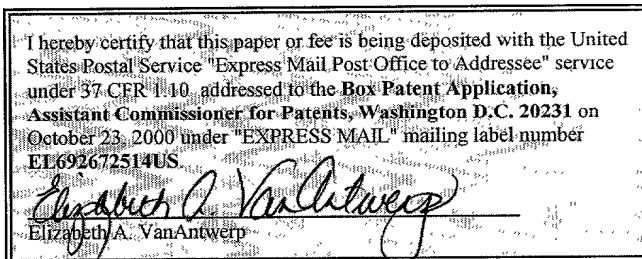 I hereby certify that this paper or fee is being deposited with the United
States Postal Service "Express Mail Post Office to Addressee" service
under 37 CFR 1.10 addressed to the Box Patent Application,
Assistant Commissioner for Patents, Washington D.C. 20231 on
October 23, 2000 under "EXPRESS MAIL" mailing label number
EL692672514US.
Elizabeth A. VanAntwerp
Elizabeth A. VanAntwerp